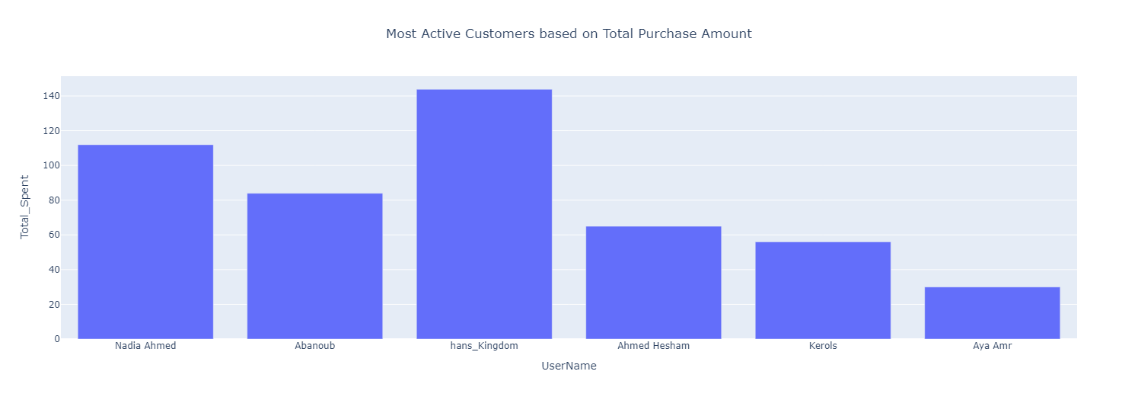 Most Active Customers based on Total Purchase Amount
140
120
100
80
60
40
20
0
Total_Spent
Nadia Ahmed
Abanoub
hans_Kingdom
Ahmed Hesham
Kerols
Aya Amr
UserName